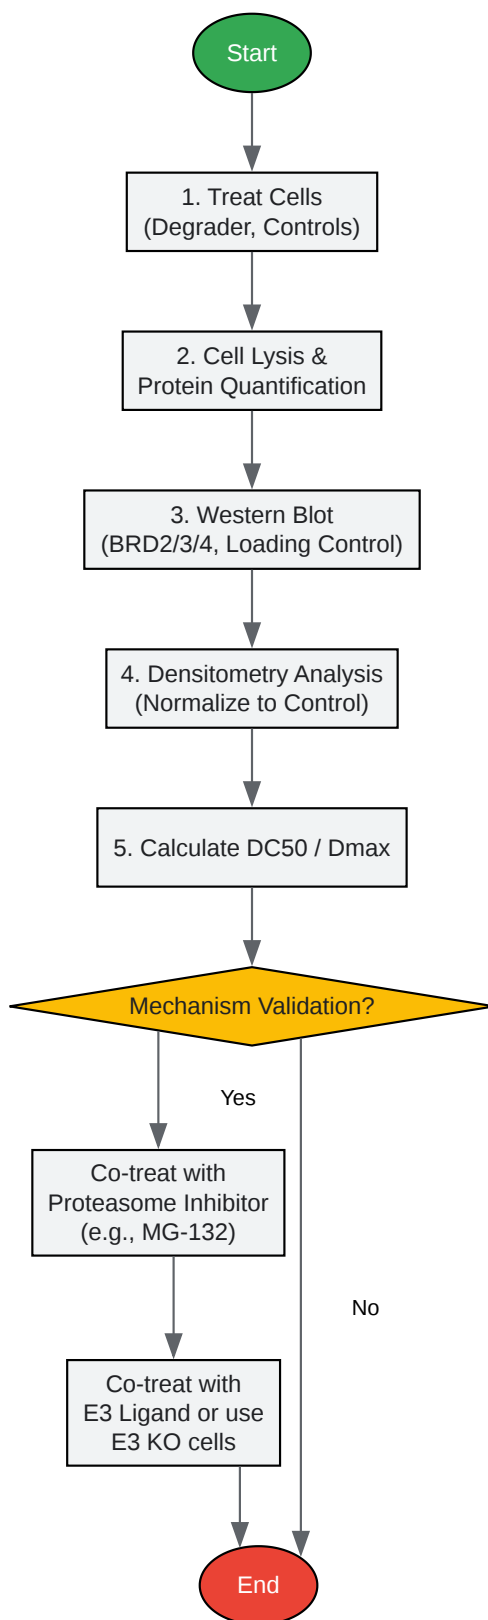 Start
1. Treat Cells
(Degrader, Controls)
2. Cell Lysis &
Protein Quantification
3. Western Blot
(BRD2/3/4, Loading Control)
4. Densitometry Analysis
(Normalize to Control)
5. Calculate DC50 / Dmax
Mechanism Validation?
Yes
Co-treat with
Proteasome Inhibitor
(e.g., MG-132)
No
Co-treat with
E3 Ligand or use
E3 KO cells
End